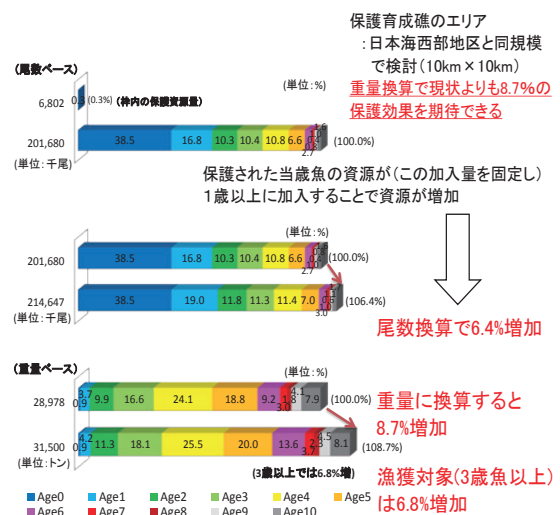 保護育成礁のエリア
:日本海西部地区と同規模
で検討(10km×10km)
重量換算で現状よりも8.7%の
保護効果を期待できる
(尾数ベース)
(単位:%)
6,802
0.3
(0.3%)
(枠内の保護資源量)
201,680
38.5 16.8 10.3 10.4 10.8 6.6
2.7
1.6
(100.0%)
(単位:千尾)
保護された当歳魚の資源が(この加入量を固定し)
1歳以上に加入することで資源が増加
(単位:%)
201,680
38.5 16.8 10.3 10.4 10.8 6.6
2.7
(100.0%)
214,647
38.5 19.0 11.8 11.3 11.4 7.0
3.0
(106.4%)
(単位:千尾)
尾数換算で6.4%増加
(重量ベース)
(単位:%)
28,978
0.9 3.7 9.9 16.6 24.1 18.8 9.2 3.0 1.8 4.1 7.9
(100.0%)
31,500
0.9 4.2 11.3 18.1 25.5 20.0 13.6 3.7 2.3 8.1
(108.7%)
(単位:トン)
(3歳以上では6.8%増)
重量に換算すると
8.7%増加
漁獲対象(3歳魚以上)
は6.8%増加
Age0 Age1 Age2 Age3 Age4 Age5
Age6 Age7 Age8 Age9 Age10